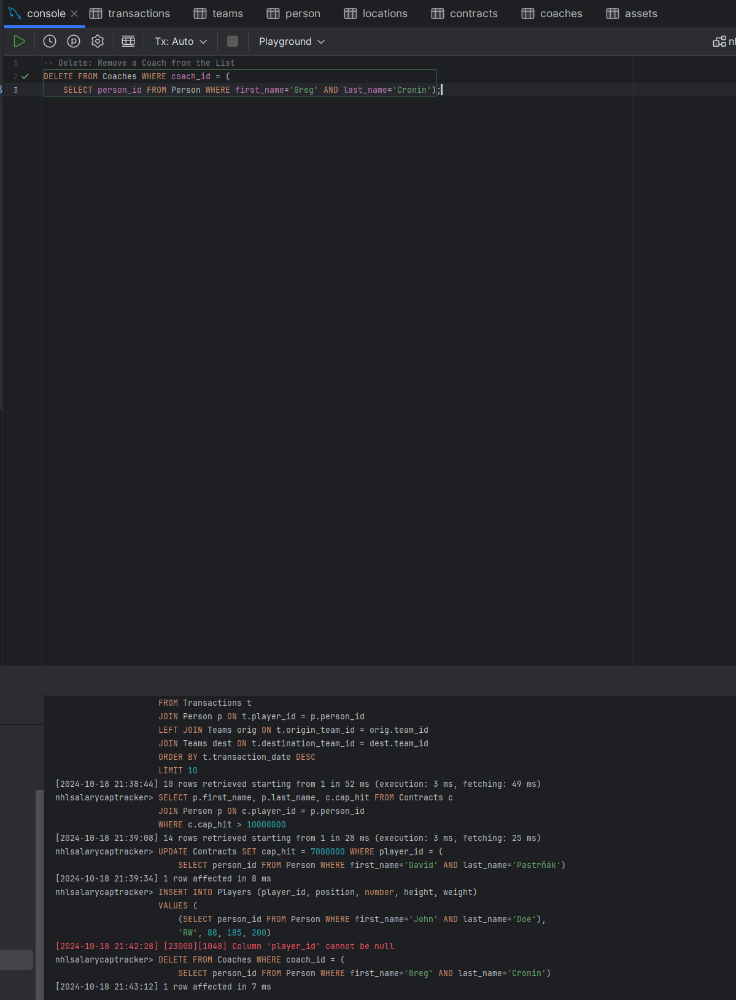 console transactions teams person locations contracts coaches assets
Tx: Auto Playground nh
1 -- Delete: Remove a Coach from the List
2 DELETE FROM Coaches WHERE coach_id = (
3 SELECT person_id FROM Person WHERE first_name='Greg' AND last_name='Cronin');
FROM Transactions t
JOIN Person p ON t.player_id = p.person_id
LEFT JOIN Teams orig ON t.origin_team_id = orig.team_id
JOIN Teams dest ON t.destination_team_id = dest.team_id
ORDER BY t.transaction_date DESC
LIMIT 10
[2024-10-18 21:38:44] 10 rows retrieved starting from 1 in 52 ms (execution: 3 ms, fetching: 49 ms)
nhlsalarycaptracker> SELECT p.first_name, p.last_name, c.cap_hit FROM Contracts c
JOIN Person p ON c.player_id = p.person_id
WHERE c.cap_hit > 10000000
[2024-10-18 21:39:08] 14 rows retrieved starting from 1 in 28 ms (execution: 3 ms, fetching: 25 ms)
nhlsalarycaptracker> UPDATE Contracts SET cap_hit = 7000000 WHERE player_id = (
SELECT person_id FROM Person WHERE first_name='David' AND last_name='Pastrňák')
[2024-10-18 21:39:34] 1 row affected in 8 ms
nhlsalarycaptracker> INSERT INTO Players (player_id, position, number, height, weight)
VALUES (
(SELECT person_id FROM Person WHERE first_name='John' AND last_name='Doe'),
'RW', 88, 185, 200)
[2024-10-18 21:42:28] [23000][1048] Column 'player_id' cannot be null
nhlsalarycaptracker> DELETE FROM Coaches WHERE coach_id = (
SELECT person_id FROM Person WHERE first_name='Greg' AND last_name='Cronin')
[2024-10-18 21:43:12] 1 row affected in 7 ms